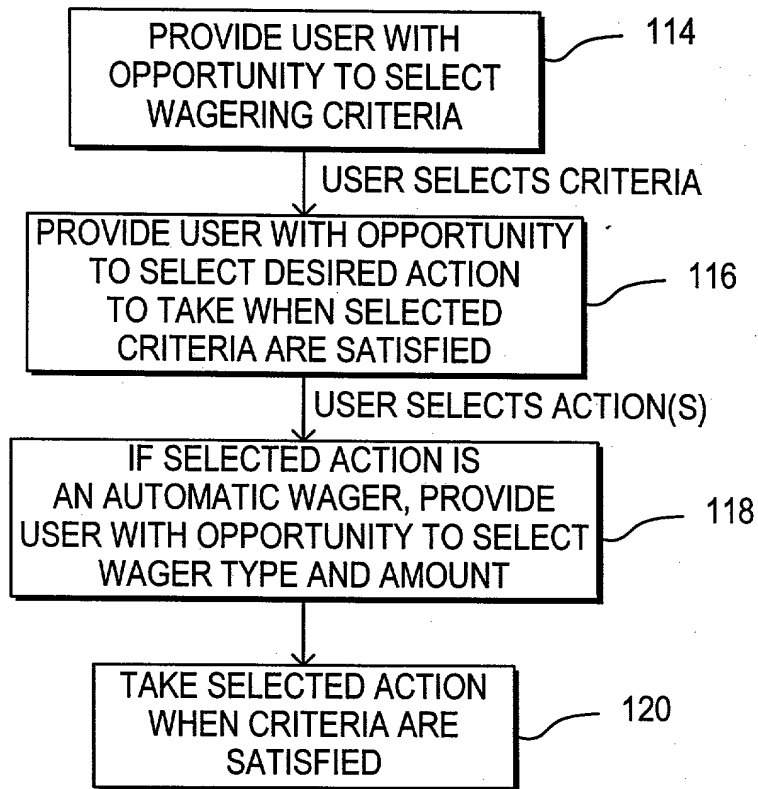 PROVIDE USER WITH
OPPORTUNITY TO SELECT
WAGERING CRITERIA
114
USER SELECTS CRITERIA
PROVIDE USER WITH OPPORTUNITY
TO SELECT DESIRED ACTION
TO TAKE WHEN SELECTED
CRITERIA ARE SATISFIED
116
USER SELECTS ACTION(S)
IF SELECTED ACTION IS
AN AUTOMATIC WAGER, PROVIDE
USER WITH OPPORTUNITY TO SELECT
WAGER TYPE AND AMOUNT
118
TAKE SELECTED ACTION
WHEN CRITERIA ARE
SATISFIED
120